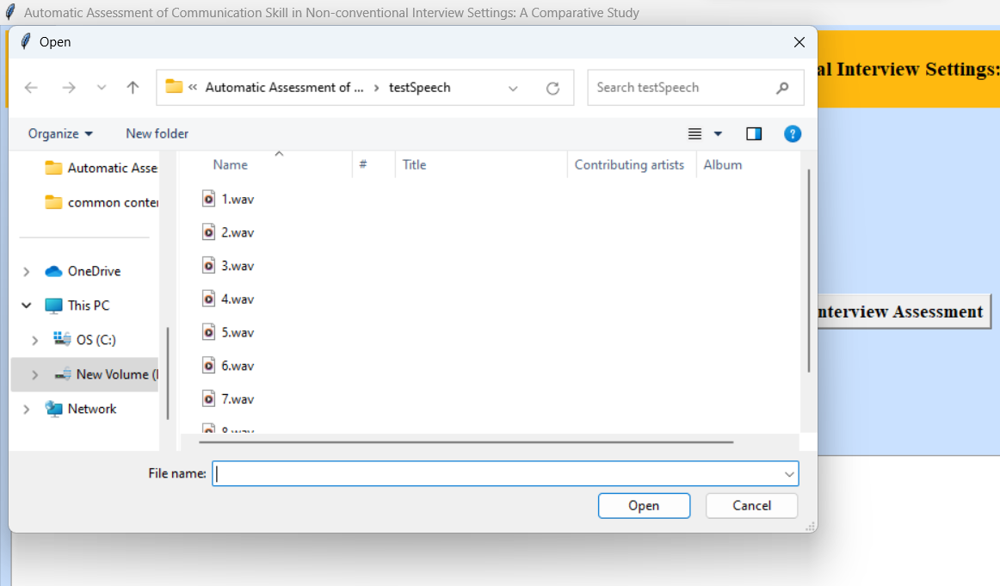 Automatic Assessment of Communication Skill in Non-conventional Interview Settings: A Comparative Study
Open
al Interview Settings:
« Automatic Assessment of ... › testSpeech
Search testSpeech
Organize
New folder
?
Automatic Asse
common conter
OneDrive
This PC
OS (C:)
New Volume (
Network
Name # Title Contributing artists Album
1.wav
2.wav
3.wav
4.wav
5.wav
6.wav
7.wav
8.wav
nterview Assessment
File name:
Open
Cancel